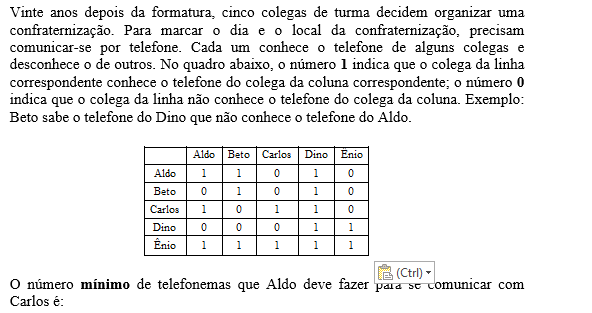 Vinte anos depois da formatura, cinco colegas de turma decidem organizar uma
confraternização. Para marcar o dia e o local da confraternização, precisam
comunicar-se por telefone. Cada um conhece o telefone de alguns colegas e
desconhece o de outros. No quadro abaixo, o número 1 indica que o colega da linha
correspondente conhece o telefone do colega da coluna correspondente; o número 0
indica que o colega da linha não conhece o telefone do colega da coluna. Exemplo:
Beto sabe o telefone do Dino que não conhece o telefone do Aldo.
Aldo Beto Carlos Dino Ênio
Aldo 1 1 0 1 0
Beto 0 1 0 1 0
Carlos 1 0 1 1 0
Dino 0 0 0 1 1
Ênio 1 1 1 1 1
(Ctrl)
O número mínimo de telefonemas que Aldo deve fazer para se comunicar com
Carlos é: